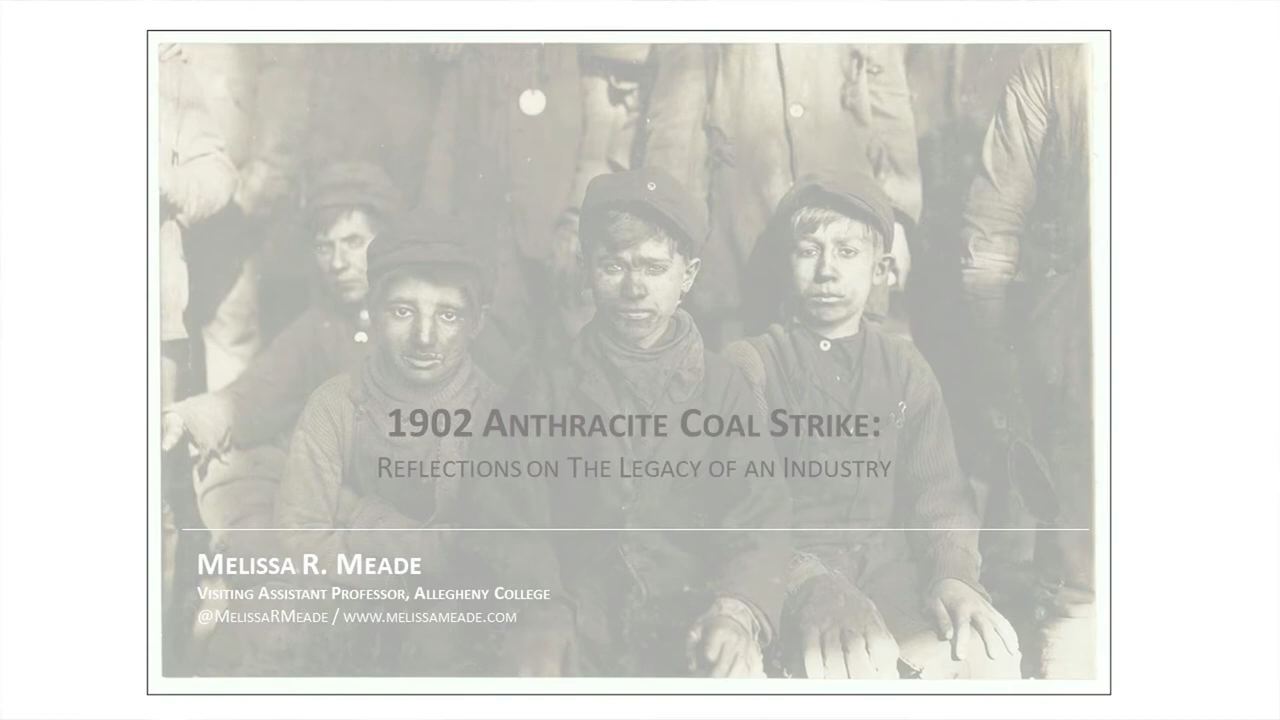 1902 Anthracite Coal Strike:
Reflections on The Legacy of an Industry
Melissa R. Meade
Visiting Assistant Professor, Allegheny College
@MelissaRMeade / www.melissameade.com